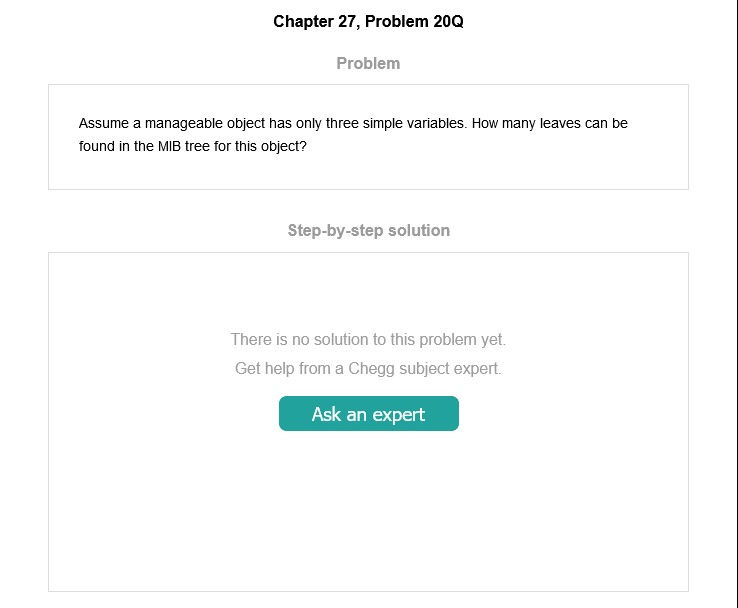 Chapter 27, Problem 20Q
Problem
Assume a manageable object has only three simple variables. How many leaves can be
found in the MIB tree for this object?
Step-by-step solution
There is no solution to this problem yet.
Get help from a Chegg subject expert.
Ask an expert